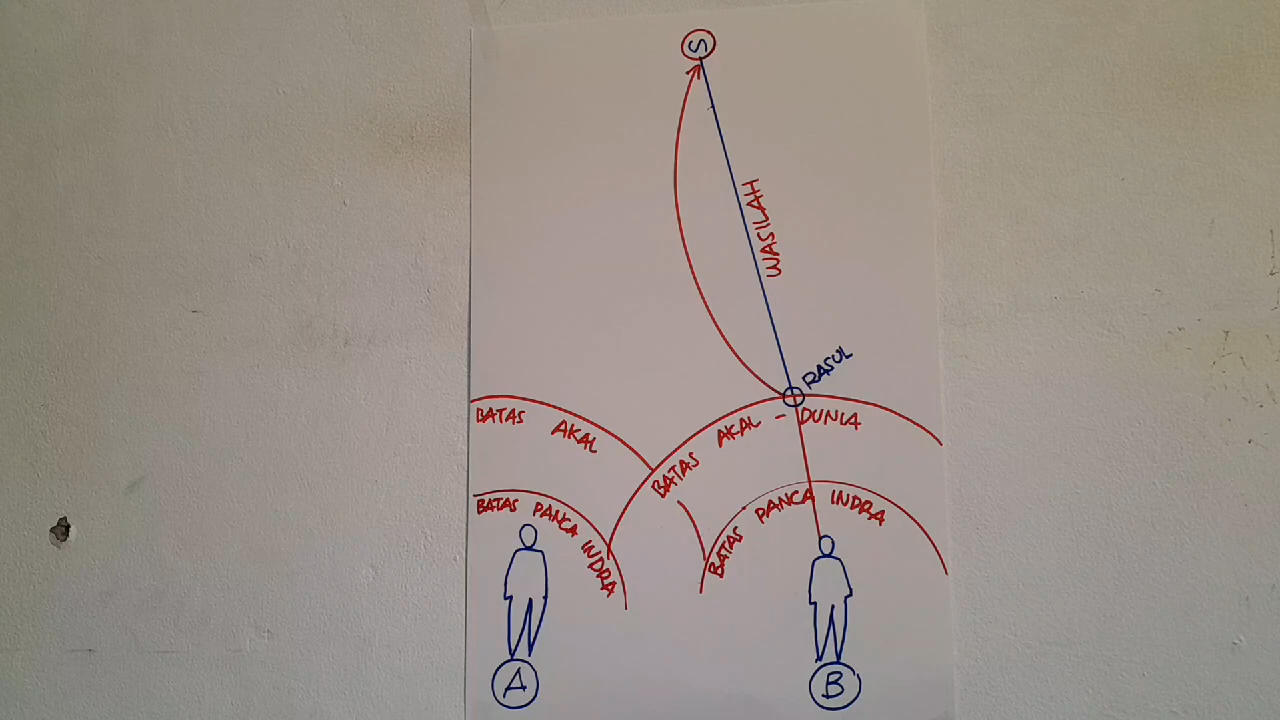 S
WASILAH
RASUL
BATAS AKAL
BATAS AKAL - DUNIA
BATAS PANCA INDRA
BATAS PANCA INDRA
A
B